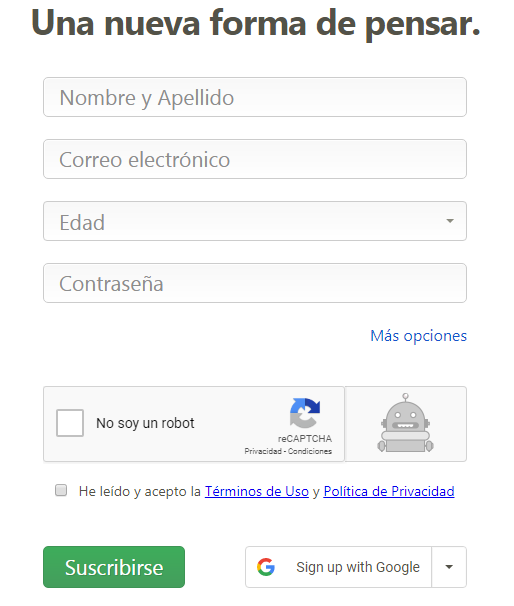 Una nueva forma de pensar.
Nombre y Apellido
Correo electrónico
Edad
Contraseña
Más opciones
No soy un robot
reCAPTCHA
Privacidad - Condiciones
He leído y acepto la Términos de Uso y Política de Privacidad
Suscribirse
Sign up with Google